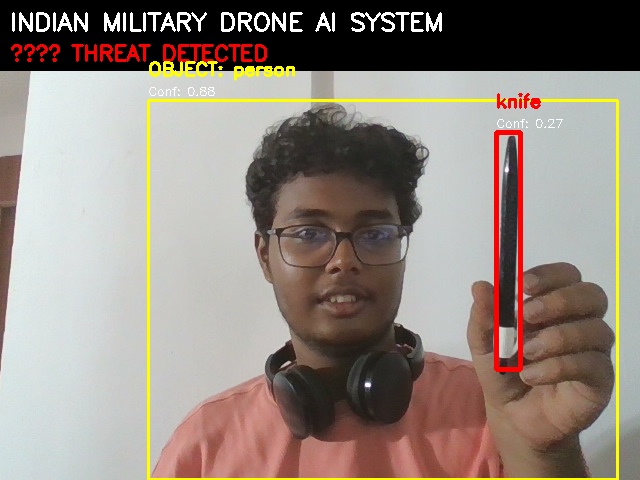 INDIAN MILITARY DRONE AI SYSTEM
???? THREAT DETECTED
OBJECT: person
Conf: 0.88
knife
Conf: 0.27